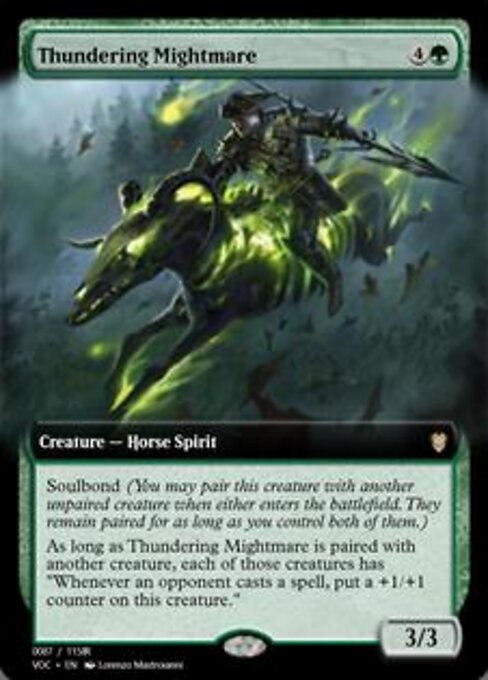 Thundering Mightmare 4
Creature — Horse Spirit
Soulbond (You may pair this creature with another
unpaired creature when either enters the battlefield. They
remain paired for as long as you control both of them.)
As long as Thundering Mightmare is paired with
another creature, each of those creatures has
"Whenever an opponent casts a spell, put a +1/+1
counter on this creature."
3/3
0087 / 115R
VOC • EN Lorenzo Mastroianni